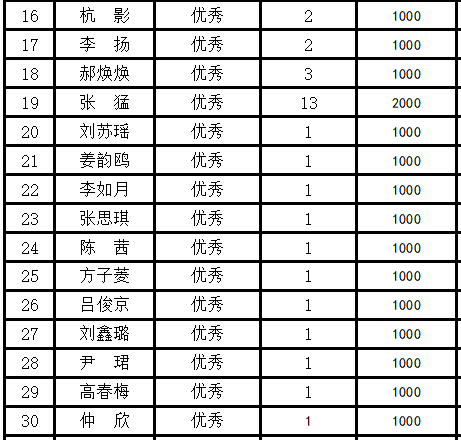 16 杭 影 优秀 2 1000
17 李 扬 优秀 2 1000
18 郝焕焕 优秀 3 1000
19 张 猛 优秀 13 2000
20 刘苏瑶 优秀 1 1000
21 姜韵鸥 优秀 1 1000
22 李如月 优秀 1 1000
23 张思琪 优秀 1 1000
24 陈 茜 优秀 1 1000
25 方子菱 优秀 1 1000
26 吕俊京 优秀 1 1000
27 刘鑫璐 优秀 1 1000
28 尹 珺 优秀 1 1000
29 高春梅 优秀 1 1000
30 仲 欣 优秀 1 1000